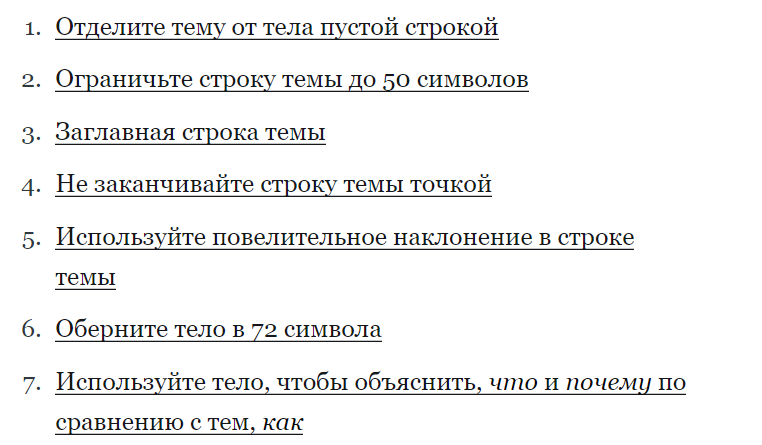 1. Отделите тему от тела пустой строкой
2. Ограничьте строку темы до 50 символов
3. Заглавная строка темы
4. Не заканчивайте строку темы точкой
5. Используйте повелительное наклонение в строке
темы
6. Оберните тело в 72 символа
7. Используйте тело, чтобы объяснить, что и почему по
сравнению с тем, как